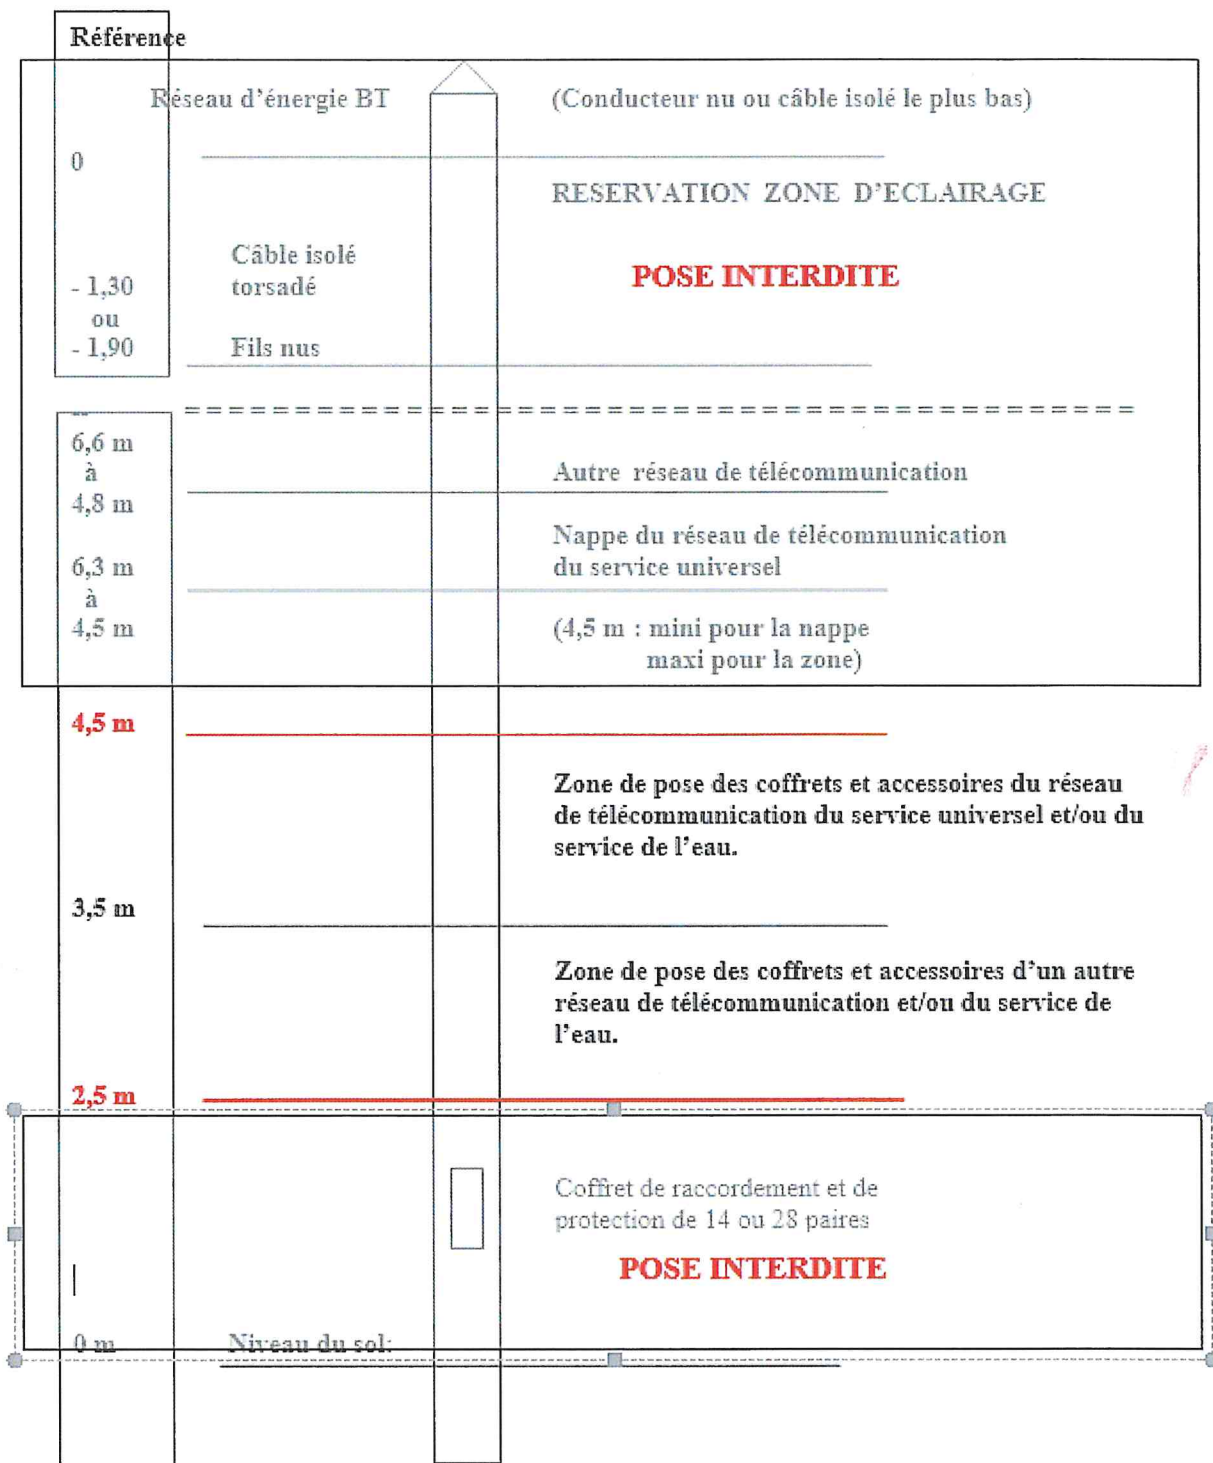 Référence
Réseau d'énergie BT (Conducteur nu ou câble isolé le plus bas)
0
RESERVATION ZONE D'ECLAIRAGE
Câble isolé
POSE INTERDITE
- 1,30 torsadé
ou
- 1,90 Fils nus
6,6 m
à Autre réseau de télécommunication
4,8 m
Nappe du réseau de télécommunication
6,3 m du service universel
à
4,5 m (4,5 m : mini pour la nappe
maxi pour la zone)
4,5 m
Zone de pose des coffrets et accessoires du réseau
de télécommunication du service universel et/ou du
service de l'eau.
3,5 m
Zone de pose des coffrets et accessoires d'un autre
réseau de télécommunication et/ou du service de
l'eau.
2,5 m
Coffret de raccordement et de
protection de 14 ou 28 paires
POSE INTERDITE
0 m Niveau du sol: